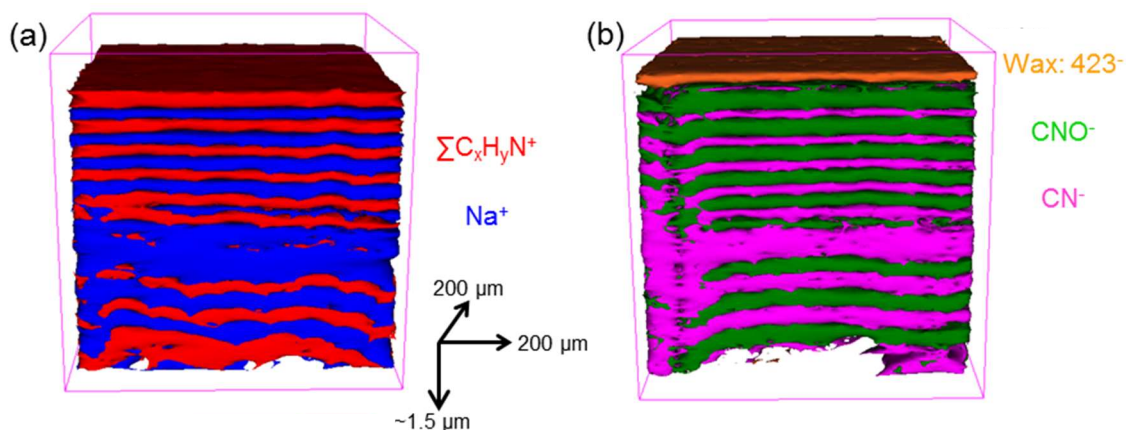 (a)
∑CₓHᵧN⁺
Na⁺
200 µm
200 µm
~1.5 µm
(b)
Wax: 423⁻
CNO⁻
CN⁻